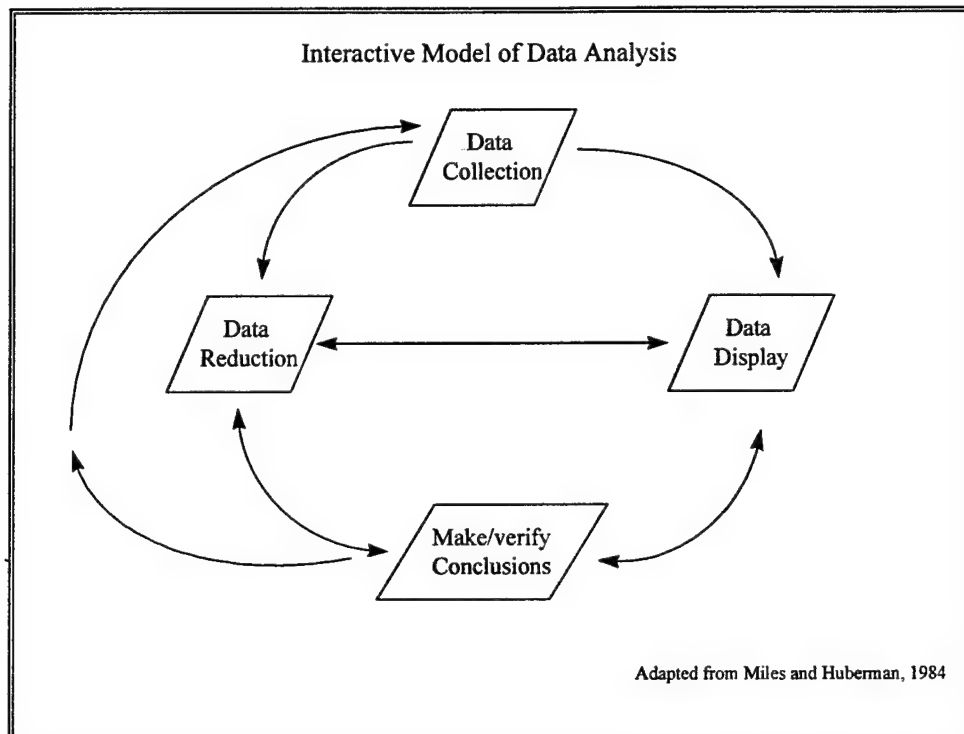 Interactive Model of Data Analysis
Data
Collection
Data
Reduction
Data
Display
Make/verify
Conclusions
Adapted from Miles and Huberman, 1984